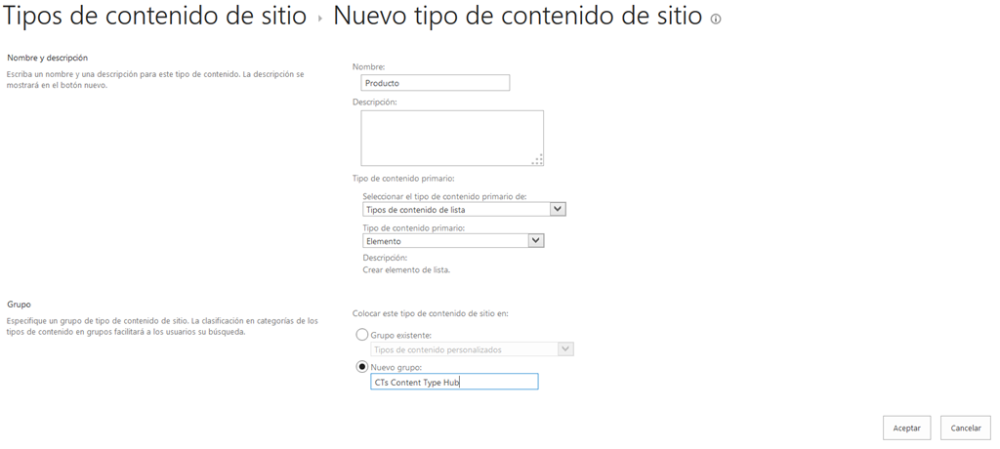 Tipos de contenido de sitio ▸ Nuevo tipo de contenido de sitio
Nombre y descripción
Escriba un nombre y una descripción para este tipo de contenido. La descripción se
mostrará en el botón nuevo.
Nombre:
Producto
Descripción:
Tipo de contenido primario:
Seleccionar el tipo de contenido primario de:
Tipos de contenido de lista
Tipo de contenido primario:
Elemento
Descripción:
Crear elemento de lista.
Grupo
Especifique un grupo de tipo de contenido de sitio. La clasificación en categorías de los
tipos de contenido en grupos facilitará a los usuarios su búsqueda.
Colocar este tipo de contenido de sitio en:
Grupo existente:
Tipos de contenido personalizados
Nuevo grupo:
CTs Content Type Hub
Aceptar
Cancelar